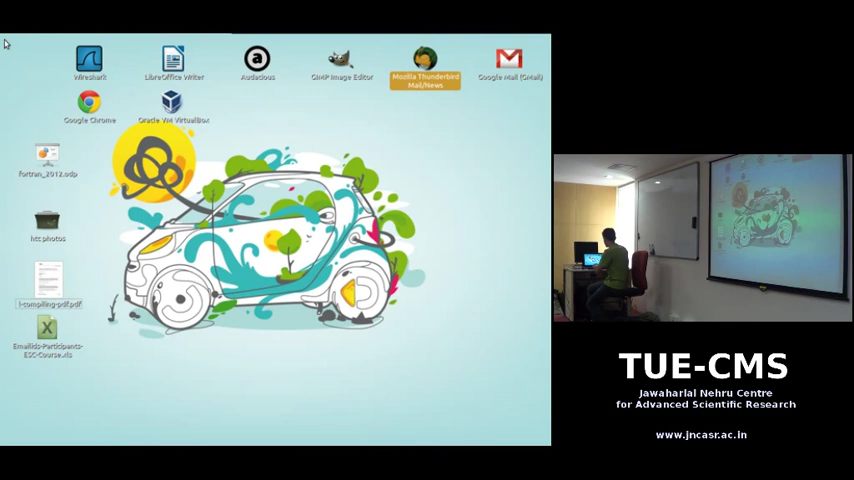 Wireshark
LibreOffice Writer
Audacious
GIMP Image Editor
Mozilla Thunderbird
Mail/News
Google Mail (GMail)
Google Chrome
Oracle VM VirtualBox
fortran_2012.odp
htc photos
l-compiling-pdf.pdf
EmailIds-Participants-
ESC-Course.xls
TUE-CMS
Jawaharlal Nehru Centre
for Advanced Scientific Research
www.jncasr.ac.in